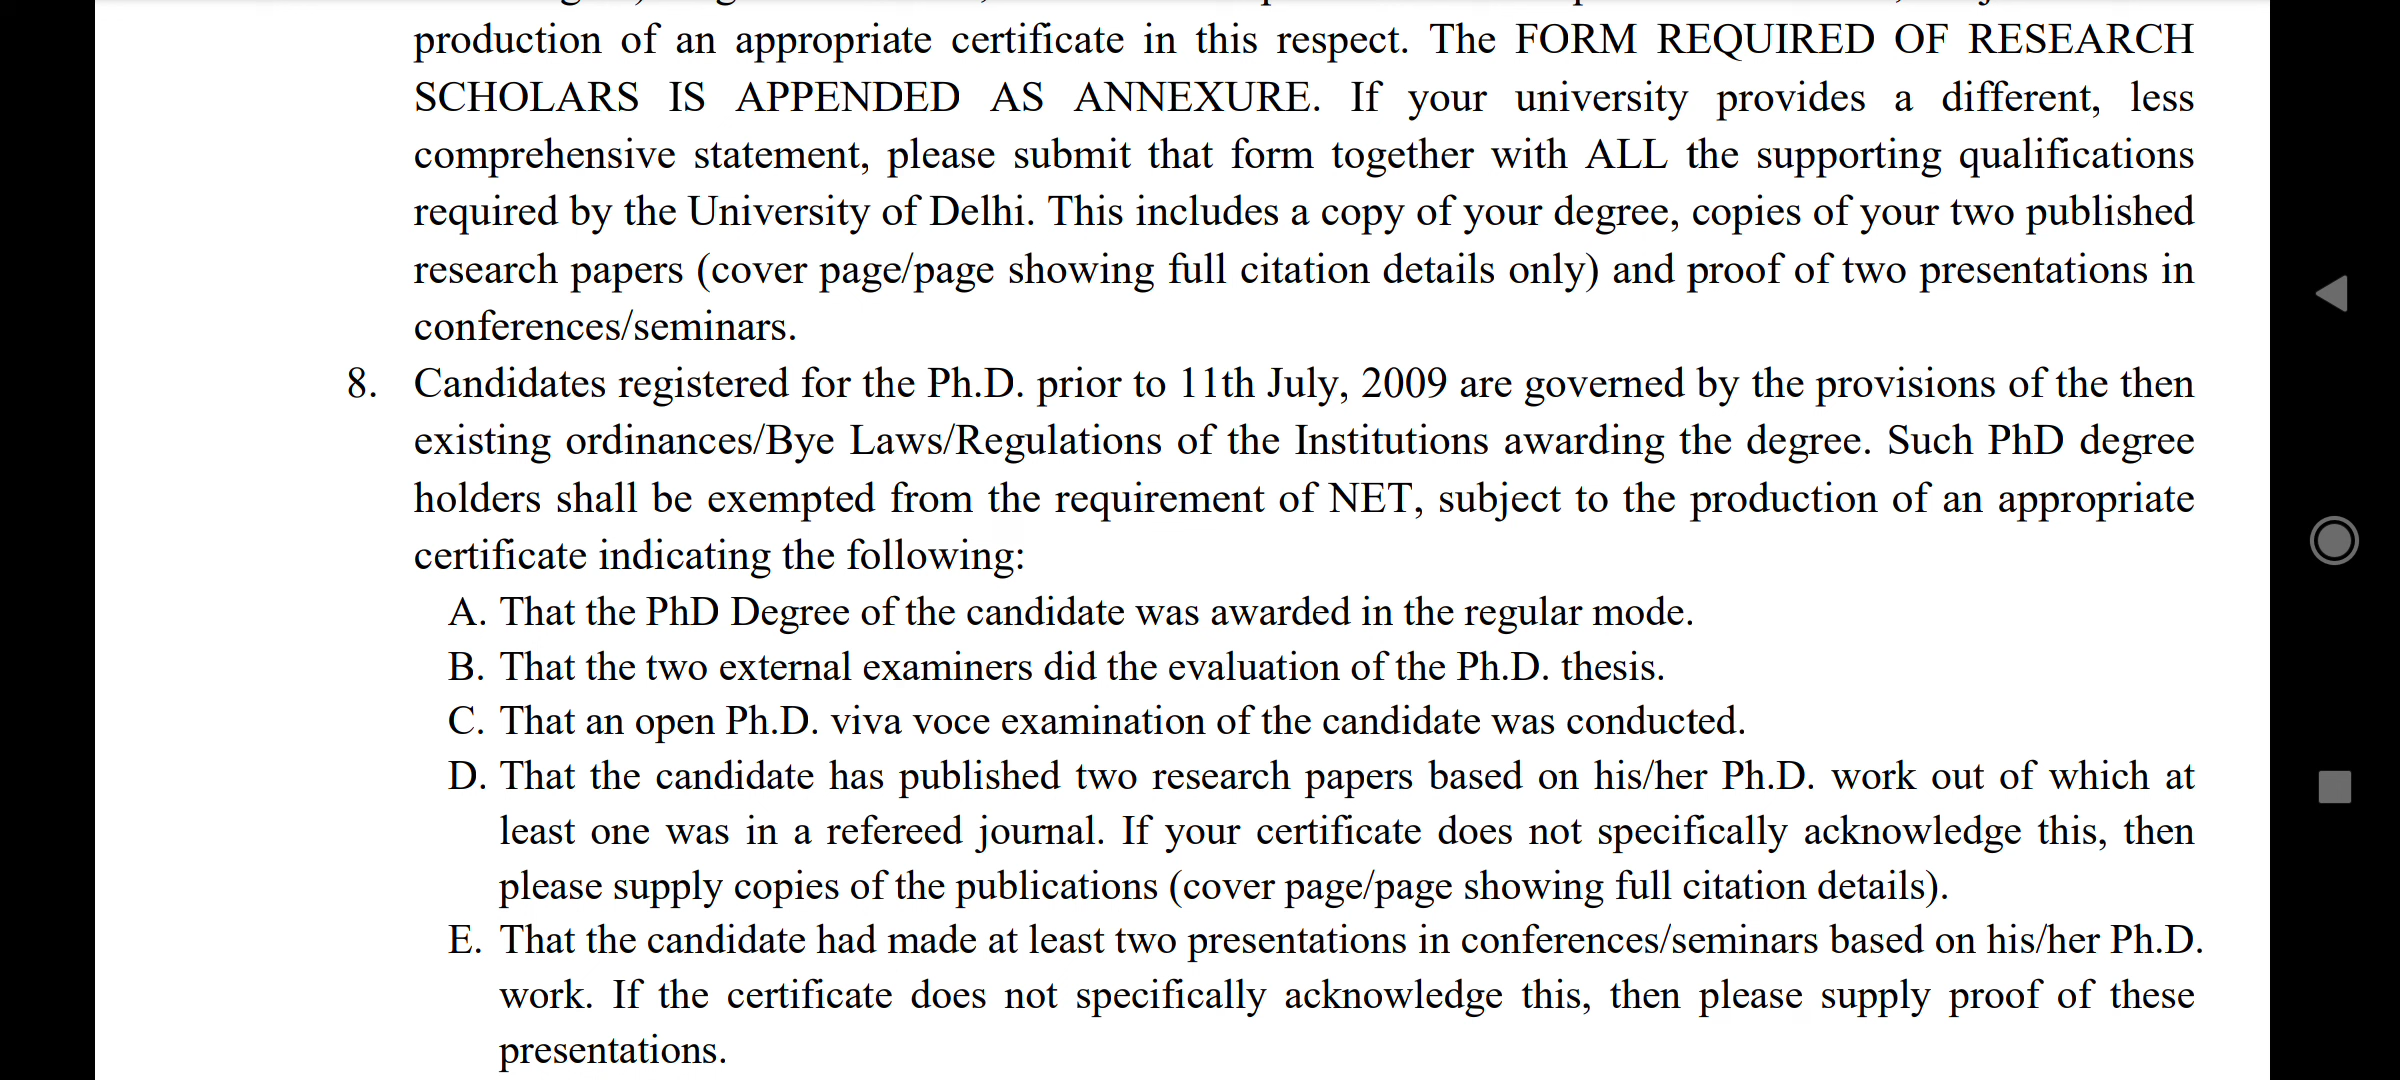 production of an appropriate certificate in this respect. The FORM REQUIRED OF RESEARCH
SCHOLARS IS APPENDED AS ANNEXURE. If your university provides a different, less
comprehensive statement, please submit that form together with ALL the supporting qualifications
required by the University of Delhi. This includes a copy of your degree, copies of your two published
research papers (cover page/page showing full citation details only) and proof of two presentations in
conferences/seminars.
8. Candidates registered for the Ph.D. prior to 11th July, 2009 are governed by the provisions of the then
existing ordinances/Bye Laws/Regulations of the Institutions awarding the degree. Such PhD degree
holders shall be exempted from the requirement of NET, subject to the production of an appropriate
certificate indicating the following:
A. That the PhD Degree of the candidate was awarded in the regular mode.
B. That the two external examiners did the evaluation of the Ph.D. thesis.
C. That an open Ph.D. viva voce examination of the candidate was conducted.
D. That the candidate has published two research papers based on his/her Ph.D. work out of which at
least one was in a refereed journal. If your certificate does not specifically acknowledge this, then
please supply copies of the publications (cover page/page showing full citation details).
E. That the candidate had made at least two presentations in conferences/seminars based on his/her Ph.D.
work. If the certificate does not specifically acknowledge this, then please supply proof of these
presentations.